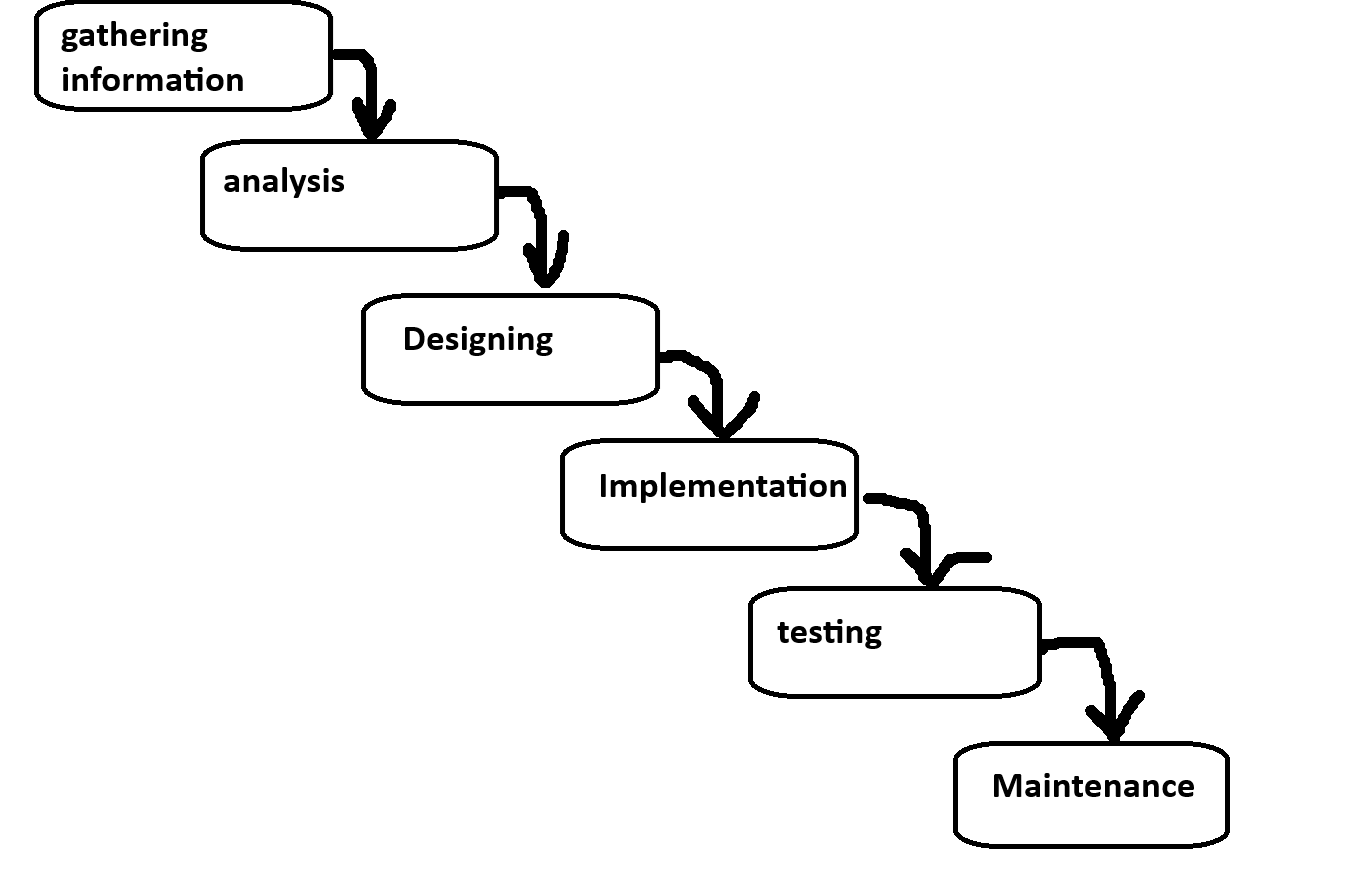 gathering
information
analysis
Designing
Implementation
testing
Maintenance